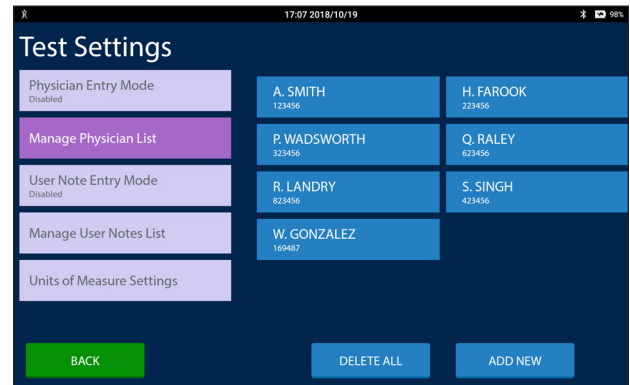 17:07 2018/10/19
98%
Test Settings
Physician Entry Mode
Disabled
Manage Physician List
User Note Entry Mode
Disabled
Manage User Notes List
Units of Measure Settings
A. SMITH
123456
H. FAROOK
223456
P. WADSWORTH
323456
Q. RALEY
623456
R. LANDRY
823456
S. SINGH
423456
W. GONZALEZ
169487
BACK
DELETE ALL
ADD NEW